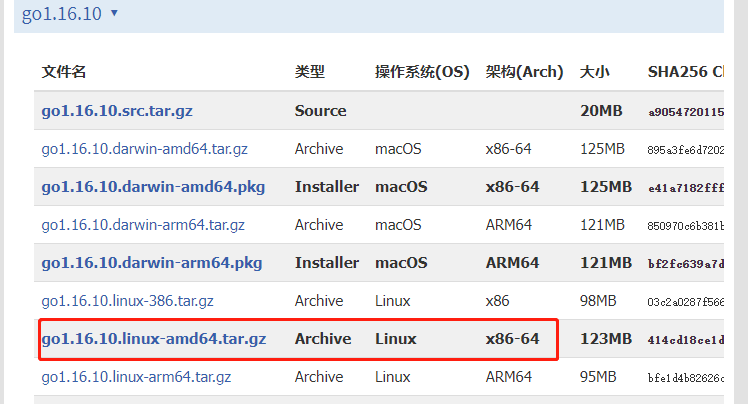 go1.16.10 ▾
文件名 类型 操作系统(OS) 架构(Arch) 大小 SHA256 C
go1.16.10.src.tar.gz Source 20MB a9054720115
go1.16.10.darwin-amd64.tar.gz Archive macOS x86-64 125MB 895a3fe6d7202
go1.16.10.darwin-amd64.pkg Installer macOS x86-64 125MB e41a7182fff
go1.16.10.darwin-arm64.tar.gz Archive macOS ARM64 121MB 850970c6b381b
go1.16.10.darwin-arm64.pkg Installer macOS ARM64 121MB bf2fc639a7d
go1.16.10.linux-386.tar.gz Archive Linux x86 98MB 03c2a0287f566
go1.16.10.linux-amd64.tar.gz Archive Linux x86-64 123MB 414cd18ce1d
go1.16.10.linux-arm64.tar.gz Archive Linux ARM64 95MB bfe1d4b82626c